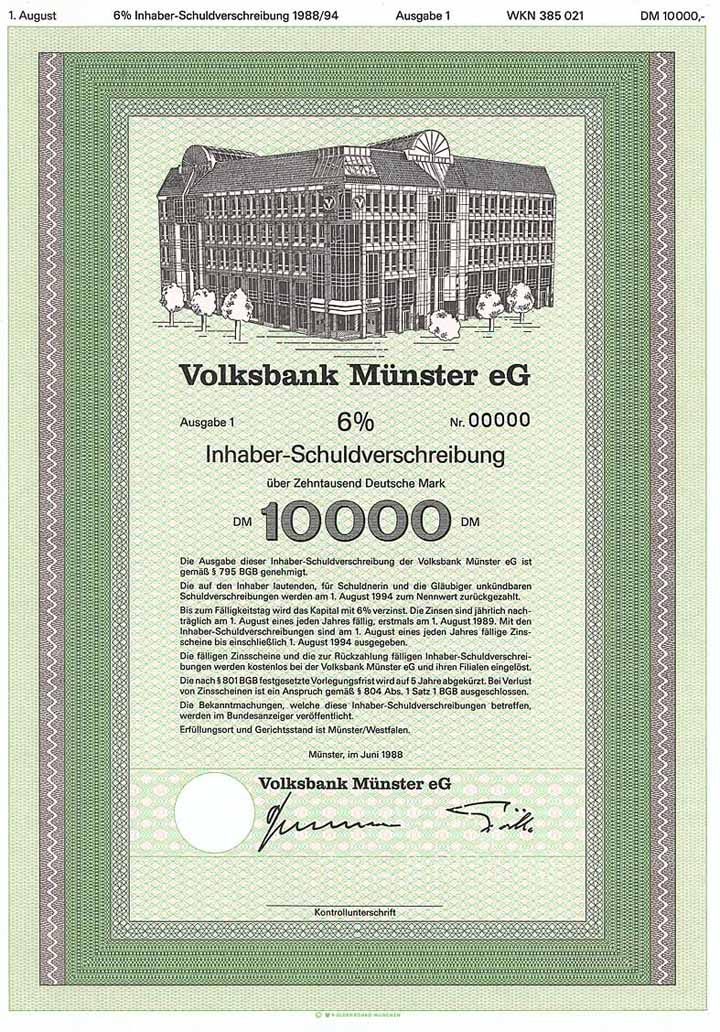 1. August 6% Inhaber-Schuldverschreibung 1988/94 Ausgabe 1 WKN 385 021 DM 10000,-
Volksbank Münster eG
Ausgabe 1 6% Nr. 00000
Inhaber-Schuldverschreibung
über Zehntausend Deutsche Mark
DM 10000 DM
Die Ausgabe dieser Inhaber-Schuldverschreibung der Volksbank Münster eG ist
gemäß § 795 BGB genehmigt.
Die auf den Inhaber lautenden, für Schuldnerin und die Gläubiger unkündbaren
Schuldverschreibungen werden am 1. August 1994 zum Nennwert zurückgezahlt.
Bis zum Fälligkeitstag wird das Kapital mit 6% verzinst. Die Zinsen sind jährlich nach-
träglich am 1. August eines jeden Jahres fällig, erstmals am 1. August 1989. Mit den
Inhaber-Schuldverschreibungen sind am 1. August eines jeden Jahres fällige Zins-
scheine bis einschließlich 1. August 1994 ausgegeben.
Die fälligen Zinsscheine und die zur Rückzahlung fälligen Inhaber-Schuldverschrei-
bungen werden kostenlos bei der Volksbank Münster eG und ihren Filialen eingelöst.
Die nach § 801 BGB festgesetzte Vorlegungsfrist wird auf 5 Jahre abgekürzt. Bei Verlust
von Zinsscheinen ist ein Anspruch gemäß § 804 Abs. 1 Satz 1 BGB ausgeschlossen.
Die Bekanntmachungen, welche diese Inhaber-Schuldverschreibungen betreffen,
werden im Bundesanzeiger veröffentlicht.
Erfüllungsort und Gerichtsstand ist Münster/Westfalen.
Münster, im Juni 1988
Volksbank Münster eG
Kontrollunterschrift